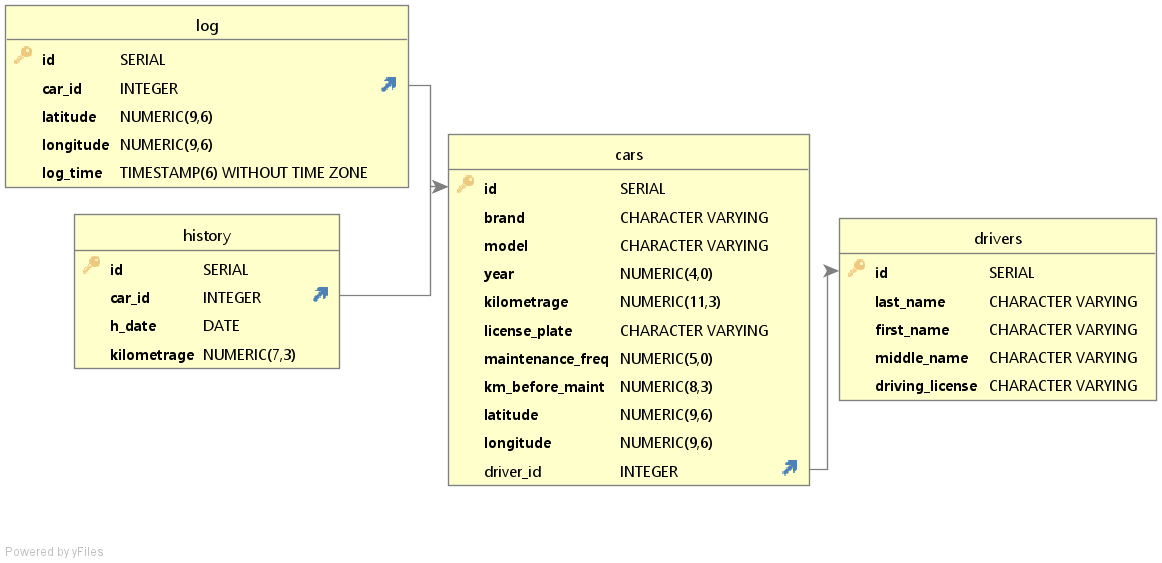 log
id SERIAL
car_id INTEGER
latitude NUMERIC(9,6)
longitude NUMERIC(9,6)
log_time TIMESTAMP(6) WITHOUT TIME ZONE
history
id SERIAL
car_id INTEGER
h_date DATE
kilometrage NUMERIC(7,3)
cars
id SERIAL
brand CHARACTER VARYING
model CHARACTER VARYING
year NUMERIC(4,0)
kilometrage NUMERIC(11,3)
license_plate CHARACTER VARYING
maintenance_freq NUMERIC(5,0)
km_before_maint NUMERIC(8,3)
latitude NUMERIC(9,6)
longitude NUMERIC(9,6)
driver_id INTEGER
drivers
id SERIAL
last_name CHARACTER VARYING
first_name CHARACTER VARYING
middle_name CHARACTER VARYING
driving_license CHARACTER VARYING
Powered by yFiles